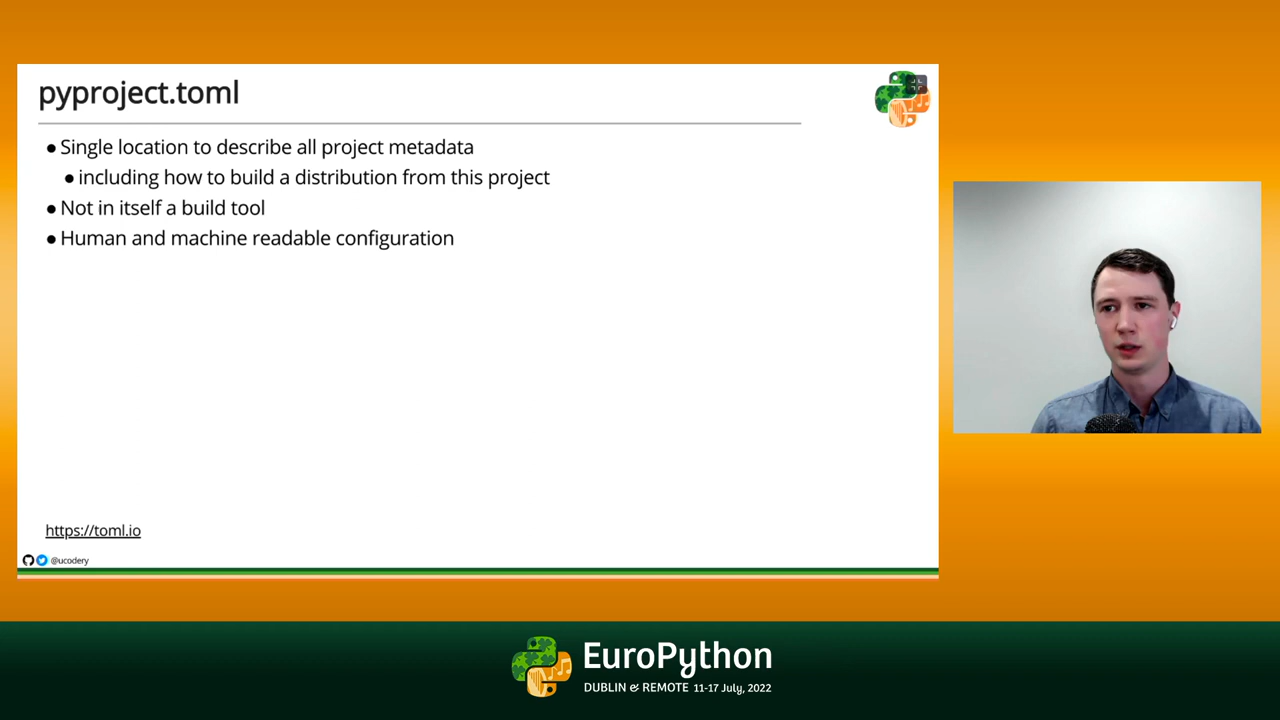 pyproject.toml
● Single location to describe all project metadata
● including how to build a distribution from this project
● Not in itself a build tool
● Human and machine readable configuration
https://toml.io
@ucodery
EuroPython
DUBLIN & REMOTE 11-17 July, 2022